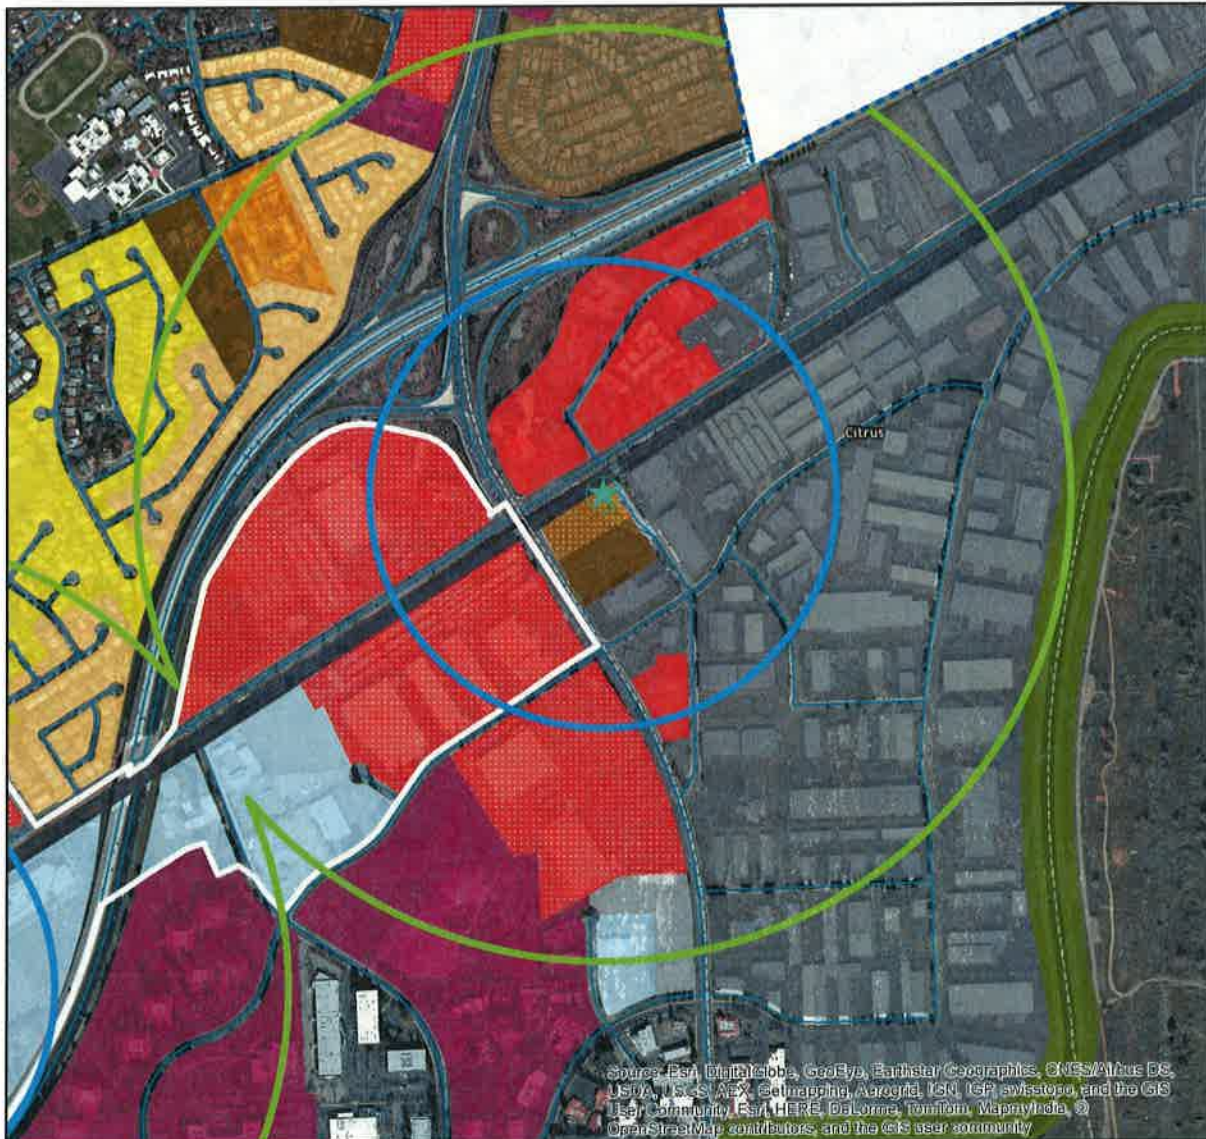 Citrus
Source: Esri, DigitalGlobe, GeoEye, Earthstar Geographics, CNES/Airbus DS,
USDA, USGS, AEX, Getmapping, Aerogrid, IGN, IGP, swisstopo, and the GIS
User Community, Esri, HERE, DeLorme, TomTom, MapmyIndia, ©
OpenStreetMap contributors, and the GIS user community